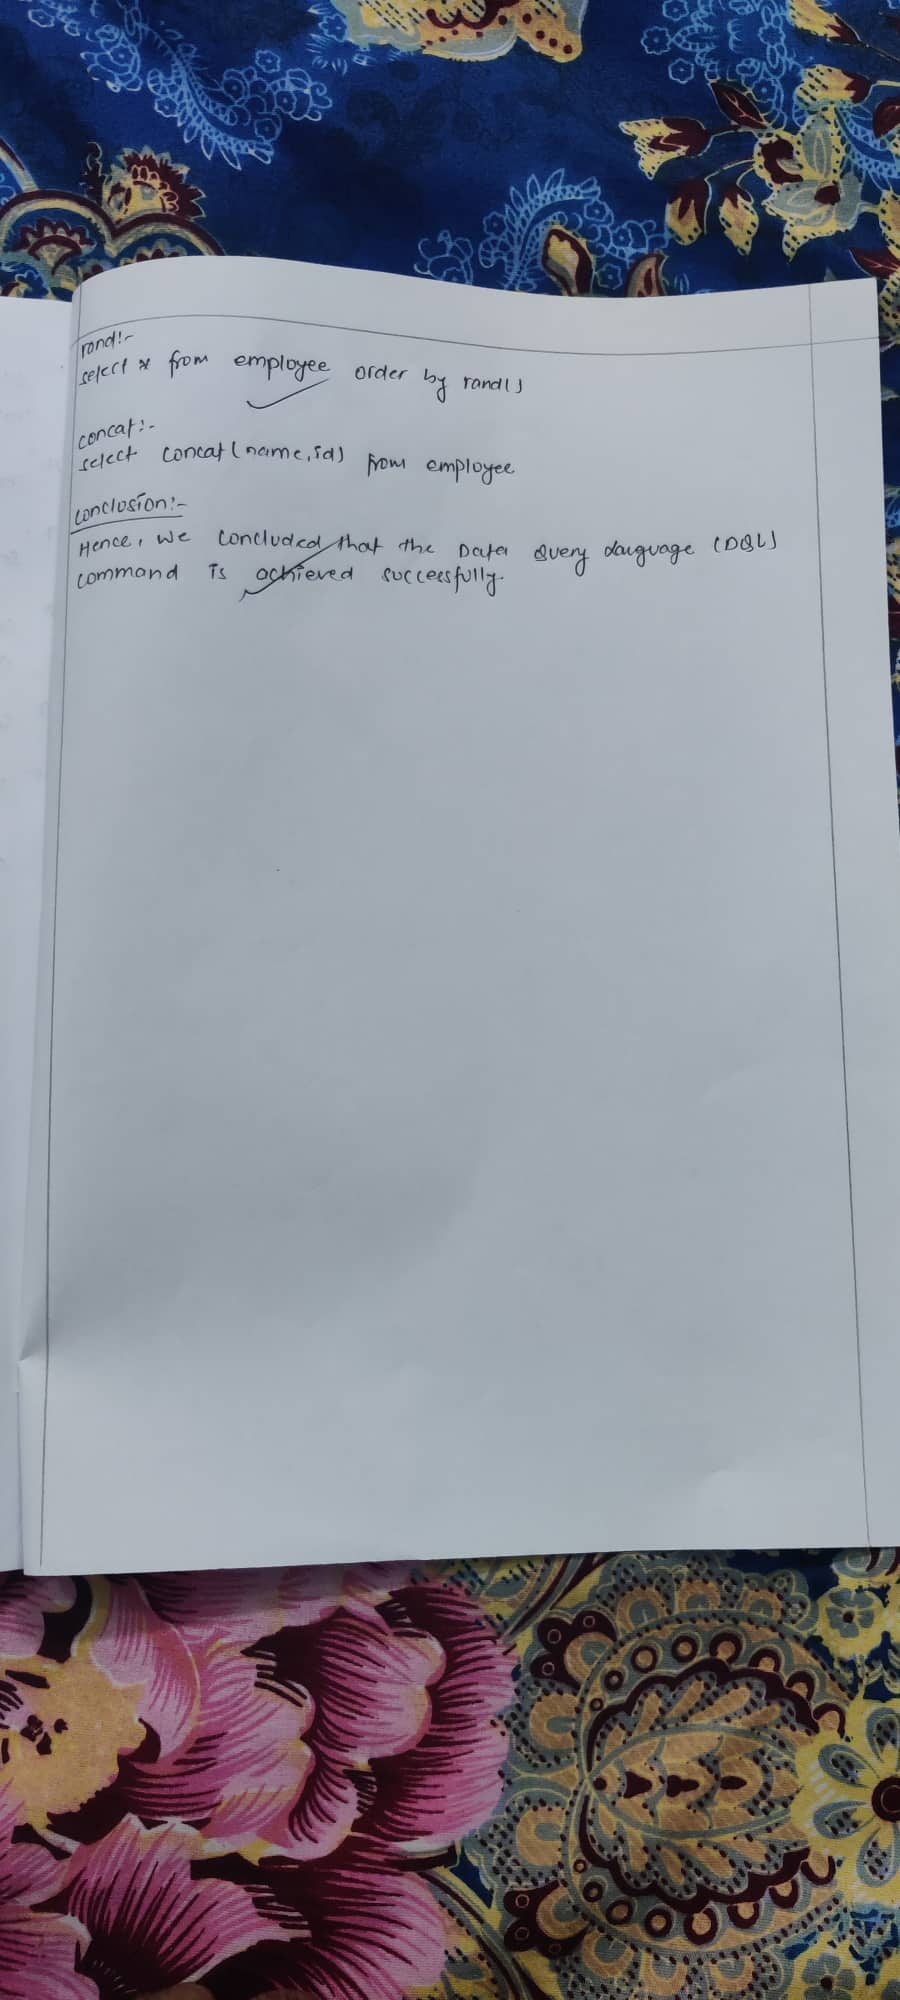 rand:-
select * from employee order by rand()
concat:-
select concat(name,id) from employee
conclusion:-
Hence, we concluded that the Data Query Language (DQL)
command is achieved successfully.